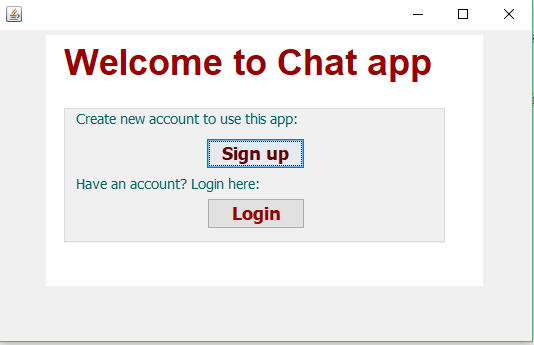 Welcome to Chat app
Create new account to use this app:
Sign up
Have an account? Login here:
Login